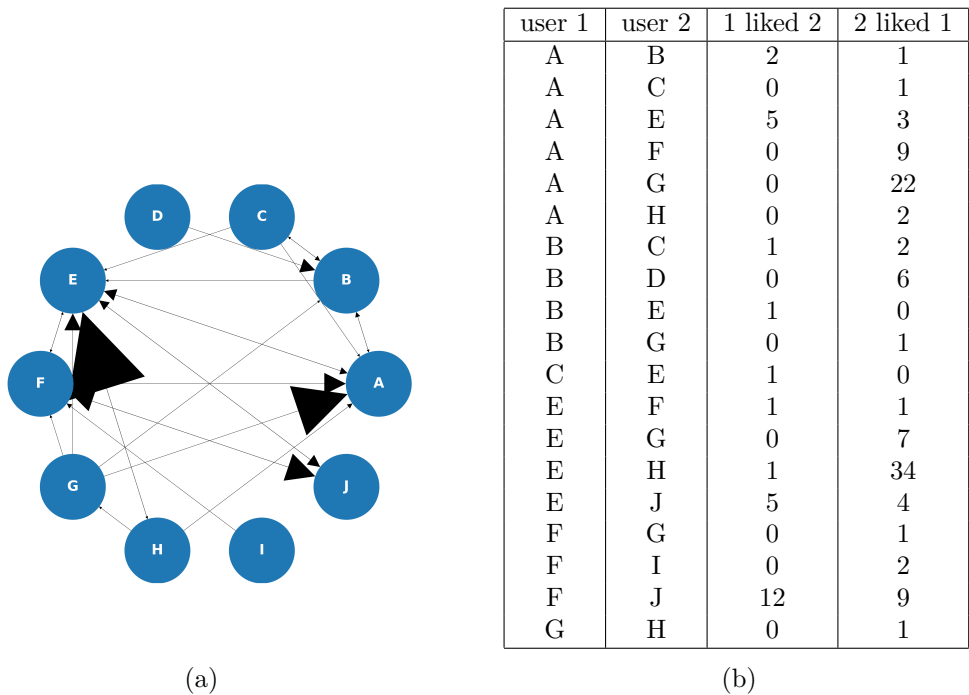 D C
E B
F A
G J
H I
(a)
user 1 user 2 1 liked 2 2 liked 1
A B 2 1
A C 0 1
A E 5 3
A F 0 9
A G 0 22
A H 0 2
B C 1 2
B D 0 6
B E 1 0
B G 0 1
C E 1 0
E F 1 1
E G 0 7
E H 1 34
E J 5 4
F G 0 1
F I 0 2
F J 12 9
G H 0 1
(b)